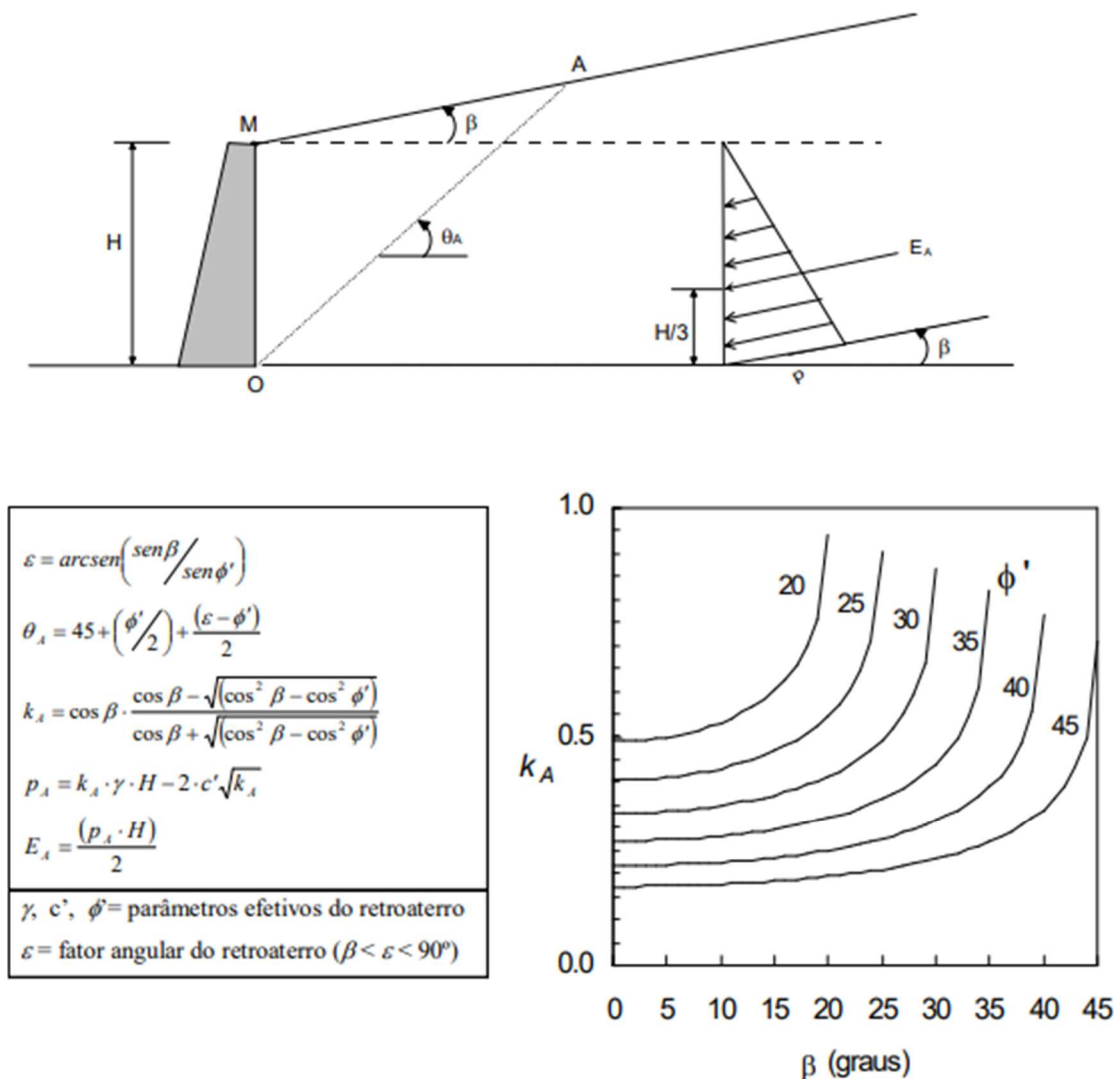 A
M
β
H
θA
EA
H/3
β
O
P
ε = arcsen(senβ/senϕ')
θA = 45 + (ϕ'/2) + (ε − ϕ')/2
kA = cos β · (cos β − √(cos² β − cos² ϕ'))/(cos β + √(cos² β − cos² ϕ'))
pA = kA · γ · H − 2 · c'√kA
EA = (pA · H)/2
γ, c', ϕ'= parâmetros efetivos do retroaterro
ε = fator angular do retroaterro (β < ε < 90º)
1.0
0.5
0.0
kA
20
25
30
ϕ'
35
40
45
0 5 10 15 20 25 30 35 40 45
β (graus)